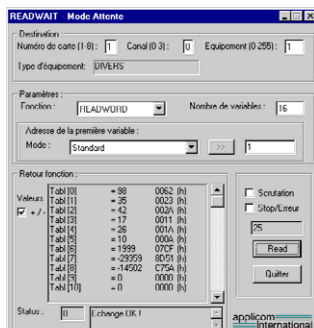 READWAIT - Mode Attente
Destination
Numéro de carte (1-8) : 1 Canal (0-3) : 0 Equipement (0-255) : 1
Type d'équipement: DIVERS
Paramètres :
Fonction : READWORD Nombre de variables : 16
Adresse de la première variable :
Mode : Standard >> 1
Retour fonction :
Valeurs
+ / -
Tabl [0] = 98 0062 (h)
Tabl [1] = 35 0023 (h)
Tabl [2] = 42 002A (h)
Tabl [3] = 17 0011 (h)
Tabl [4] = 26 001A (h)
Tabl [5] = 10 000A (h)
Tabl [6] = 1999 07CF (h)
Tabl [7] = -29359 8D51 (h)
Tabl [8] = -14502 C75A (h)
Tabl [9] = 0 0000 (h)
Tabl [10] = 0 0000 (h)
Status : 0 Echange OK !
Scrutation
Stop/Erreur
25
Read
Quitter
applicom
International